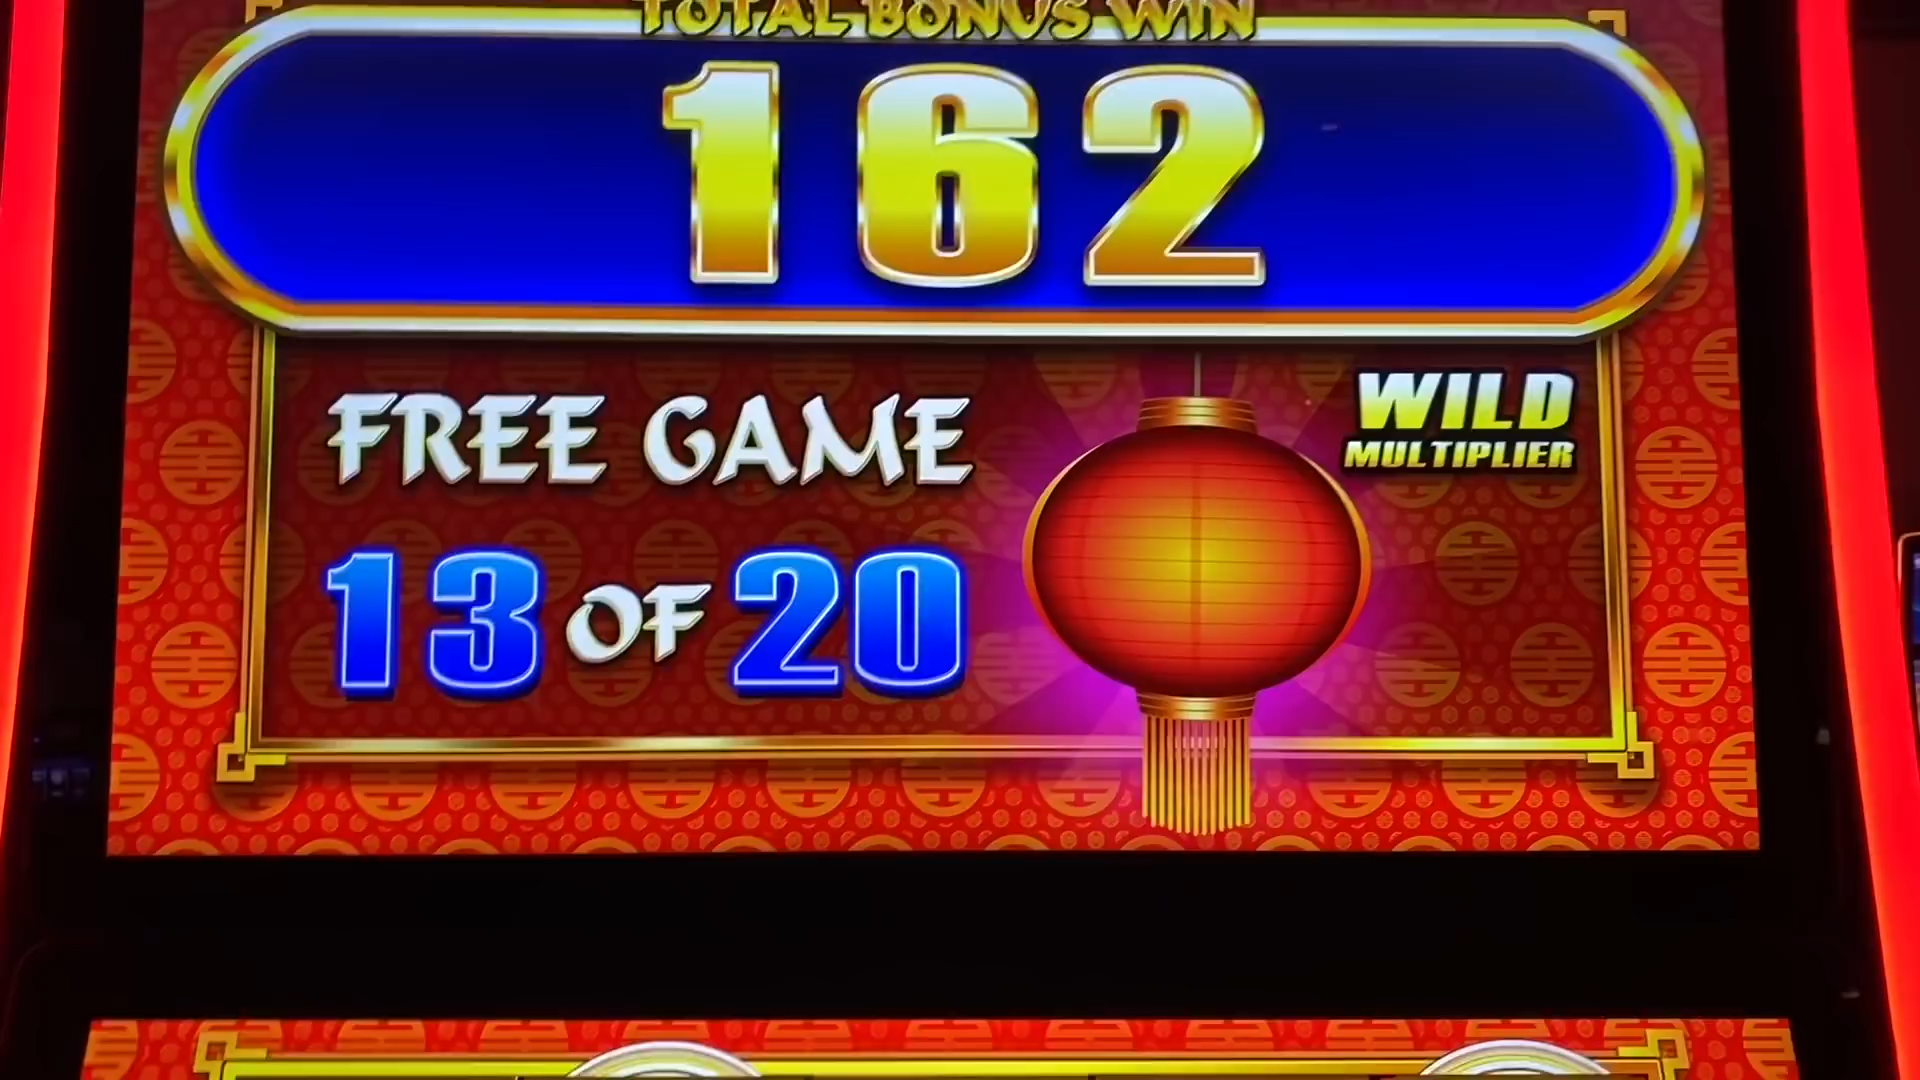 TOTAL BONUS WIN
162
FREE GAME
13 OF 20
WILD
MULTIPLIER